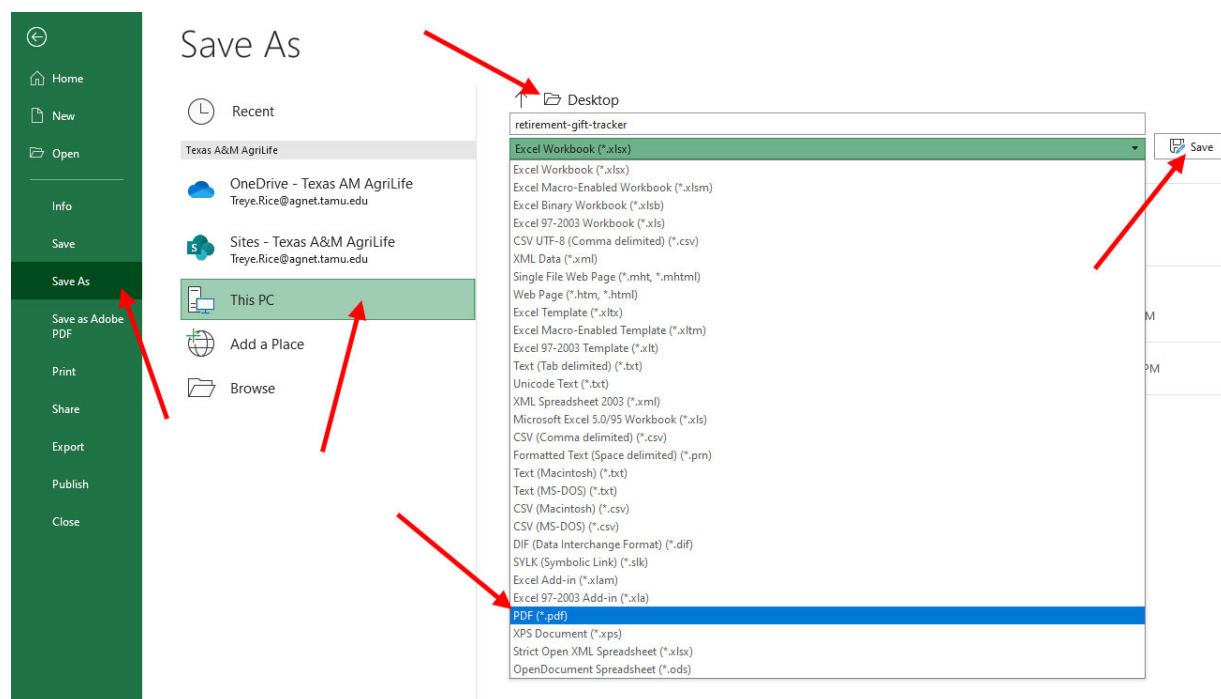 Save As
Home
New
Open
Info
Save
Save As
Save as Adobe
PDF
Print
Share
Export
Publish
Close
Recent
Texas A&M AgriLife
OneDrive - Texas AM AgriLife
Treye.Rice@agnet.tamu.edu
S
Sites - Texas A&M AgriLife
Treye.Rice@agnet.tamu.edu
This PC
Add a Place
Browse
Desktop
retirement-gift-tracker
Excel Workbook (*.xlsx)
Save
Excel Workbook (*.xlsx)
Excel Macro-Enabled Workbook (*.xlsm)
Excel Binary Workbook (*.xlsb)
Excel 97-2003 Workbook (*.xls)
CSV UTF-8 (Comma delimited) (*.csv)
XML Data (*.xml)
Single File Web Page (*.mht, *.mhtml)
Web Page (*.htm, *.html)
Excel Template (*.xltx)
Excel Macro-Enabled Template (*.xltm)
Excel 97-2003 Template (*.xlt)
Text (Tab delimited) (*.txt)
Unicode Text (*.txt)
XML Spreadsheet 2003 (*.xml)
Microsoft Excel 5.0/95 Workbook (*.xls)
CSV (Comma delimited) (*.csv)
Formatted Text (Space delimited) (*.prn)
Text (Macintosh) (*.txt)
Text (MS-DOS) (*.txt)
CSV (Macintosh) (*.csv)
CSV (MS-DOS) (*.csv)
DIF (Data Interchange Format) (*.dif)
SYLK (Symbolic Link) (*.slk)
Excel Add-in (*.xlam)
Excel 97-2003 Add-in (*.xla)
PDF (*.pdf)
XPS Document (*.xps)
Strict Open XML Spreadsheet (*.xlsx)
OpenDocument Spreadsheet (*.ods)
M
PM